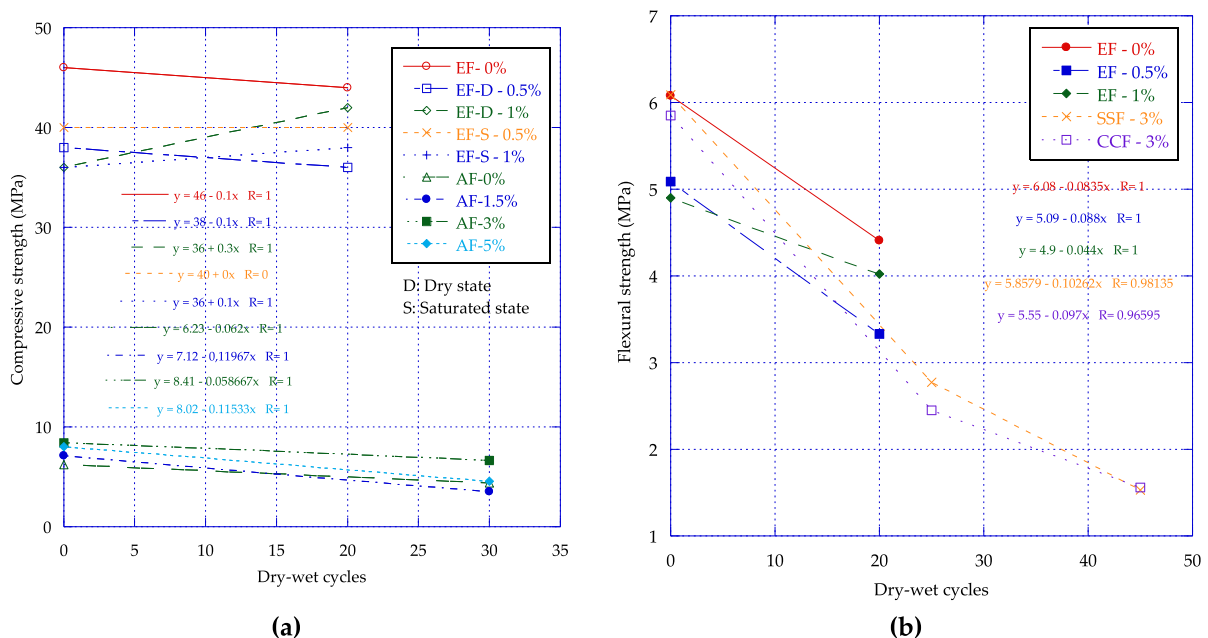 50
40
30
20
10
0
Compressive strength (MPa)
EF- 0%
EF-D - 0.5%
EF-D - 1%
EF-S - 0.5%
EF-S - 1%
AF-0%
AF-1.5%
AF-3%
AF-5%
D: Dry state
S: Saturated state
y = 46 - 0.1x R= 1
y = 38 - 0.1x R= 1
y = 36 + 0.3x R= 1
y = 40 + 0x R= 0
y = 36 + 0.1x R= 1
y = 6.23 - 0.062x R= 1
y = 7.12 - 0.11967x R= 1
y = 8.41 - 0.058667x R= 1
y = 8.02 - 0.11533x R= 1
0 5 10 15 20 25 30 35
Dry-wet cycles
(a)
7
6
5
4
3
2
1
Flexural strength (MPa)
EF - 0%
EF - 0.5%
EF - 1%
SSF - 3%
CCF - 3%
y = 6.08 - 0.0835x R= 1
y = 5.09 - 0.088x R= 1
y = 4.9 - 0.044x R= 1
y = 5.8579 - 0.10262x R= 0.98135
y = 5.55 - 0.097x R= 0.96595
0 10 20 30 40 50
Dry-wet cycles
(b)